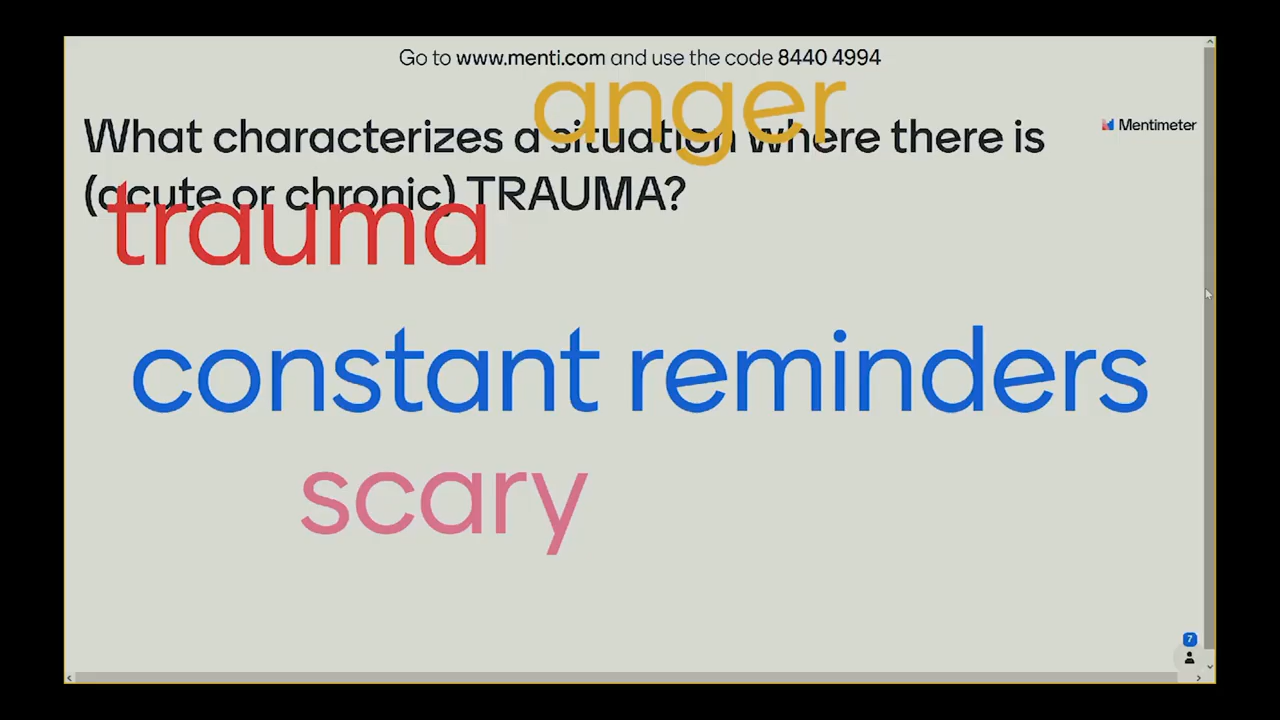 Go to www.menti.com and use the code 8440 4994
anger
What characterizes a situation where there is
Mentimeter
(acute or chronic) TRAUMA?
trauma
constant reminders
scary
7